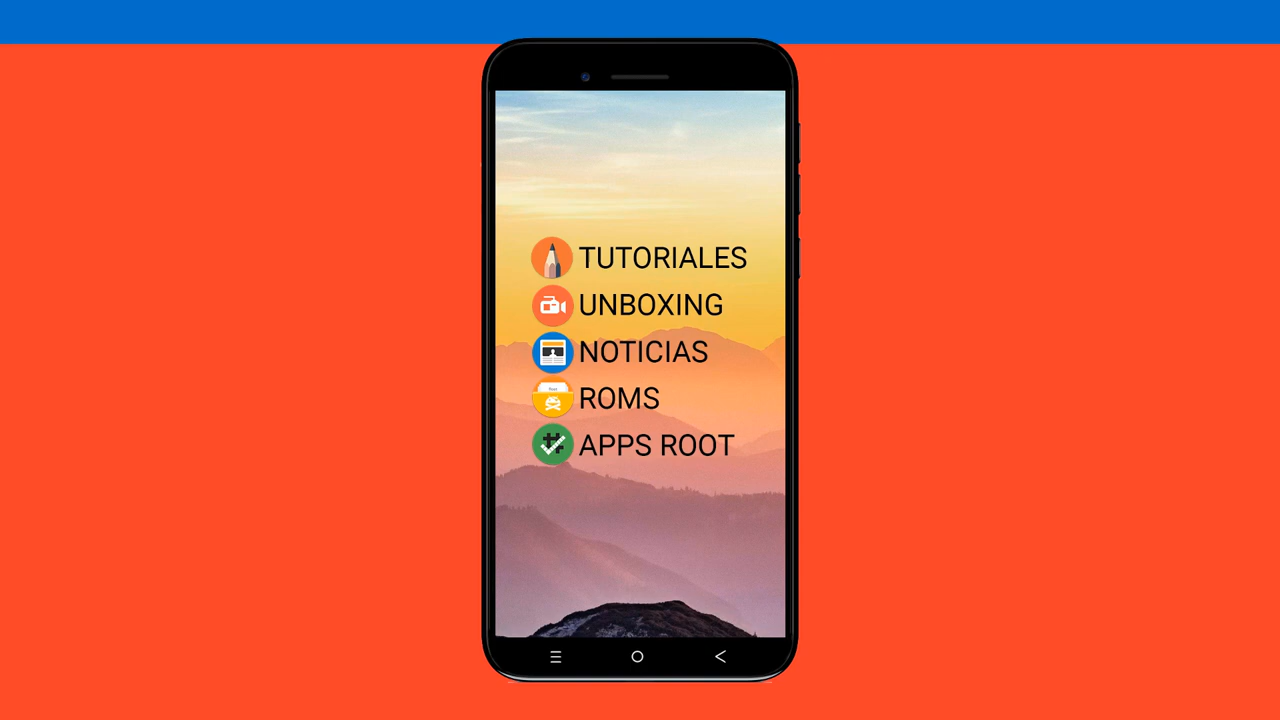 TUTORIALES
UNBOXING
NOTICIAS
ROMS
APPS ROOT